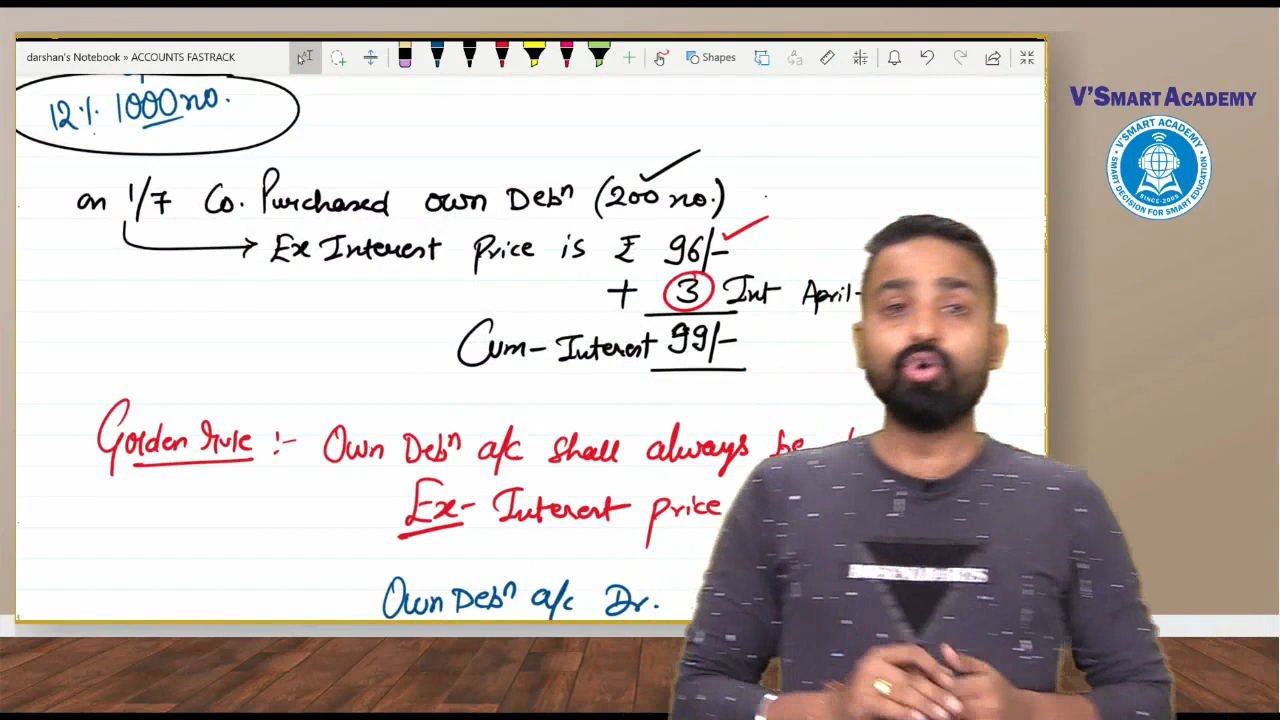 darshan's Notebook » ACCOUNTS FASTRACK
Shapes
12% 1000 no.
V'SMART ACADEMY
V'SMART ACADEMY
SMART DECISION FOR SMART EDUCATION
SINCE-2005
on 1/7 Co. Purchased own Debⁿ (200 no.)
Ex Interest Price is ₹ 96/-
+ 3 Int April-
Cum-Interest 99/-
Golden rule :- Own Debⁿ a/c shall always be
Ex-Interest price
Own Debⁿ a/c Dr.